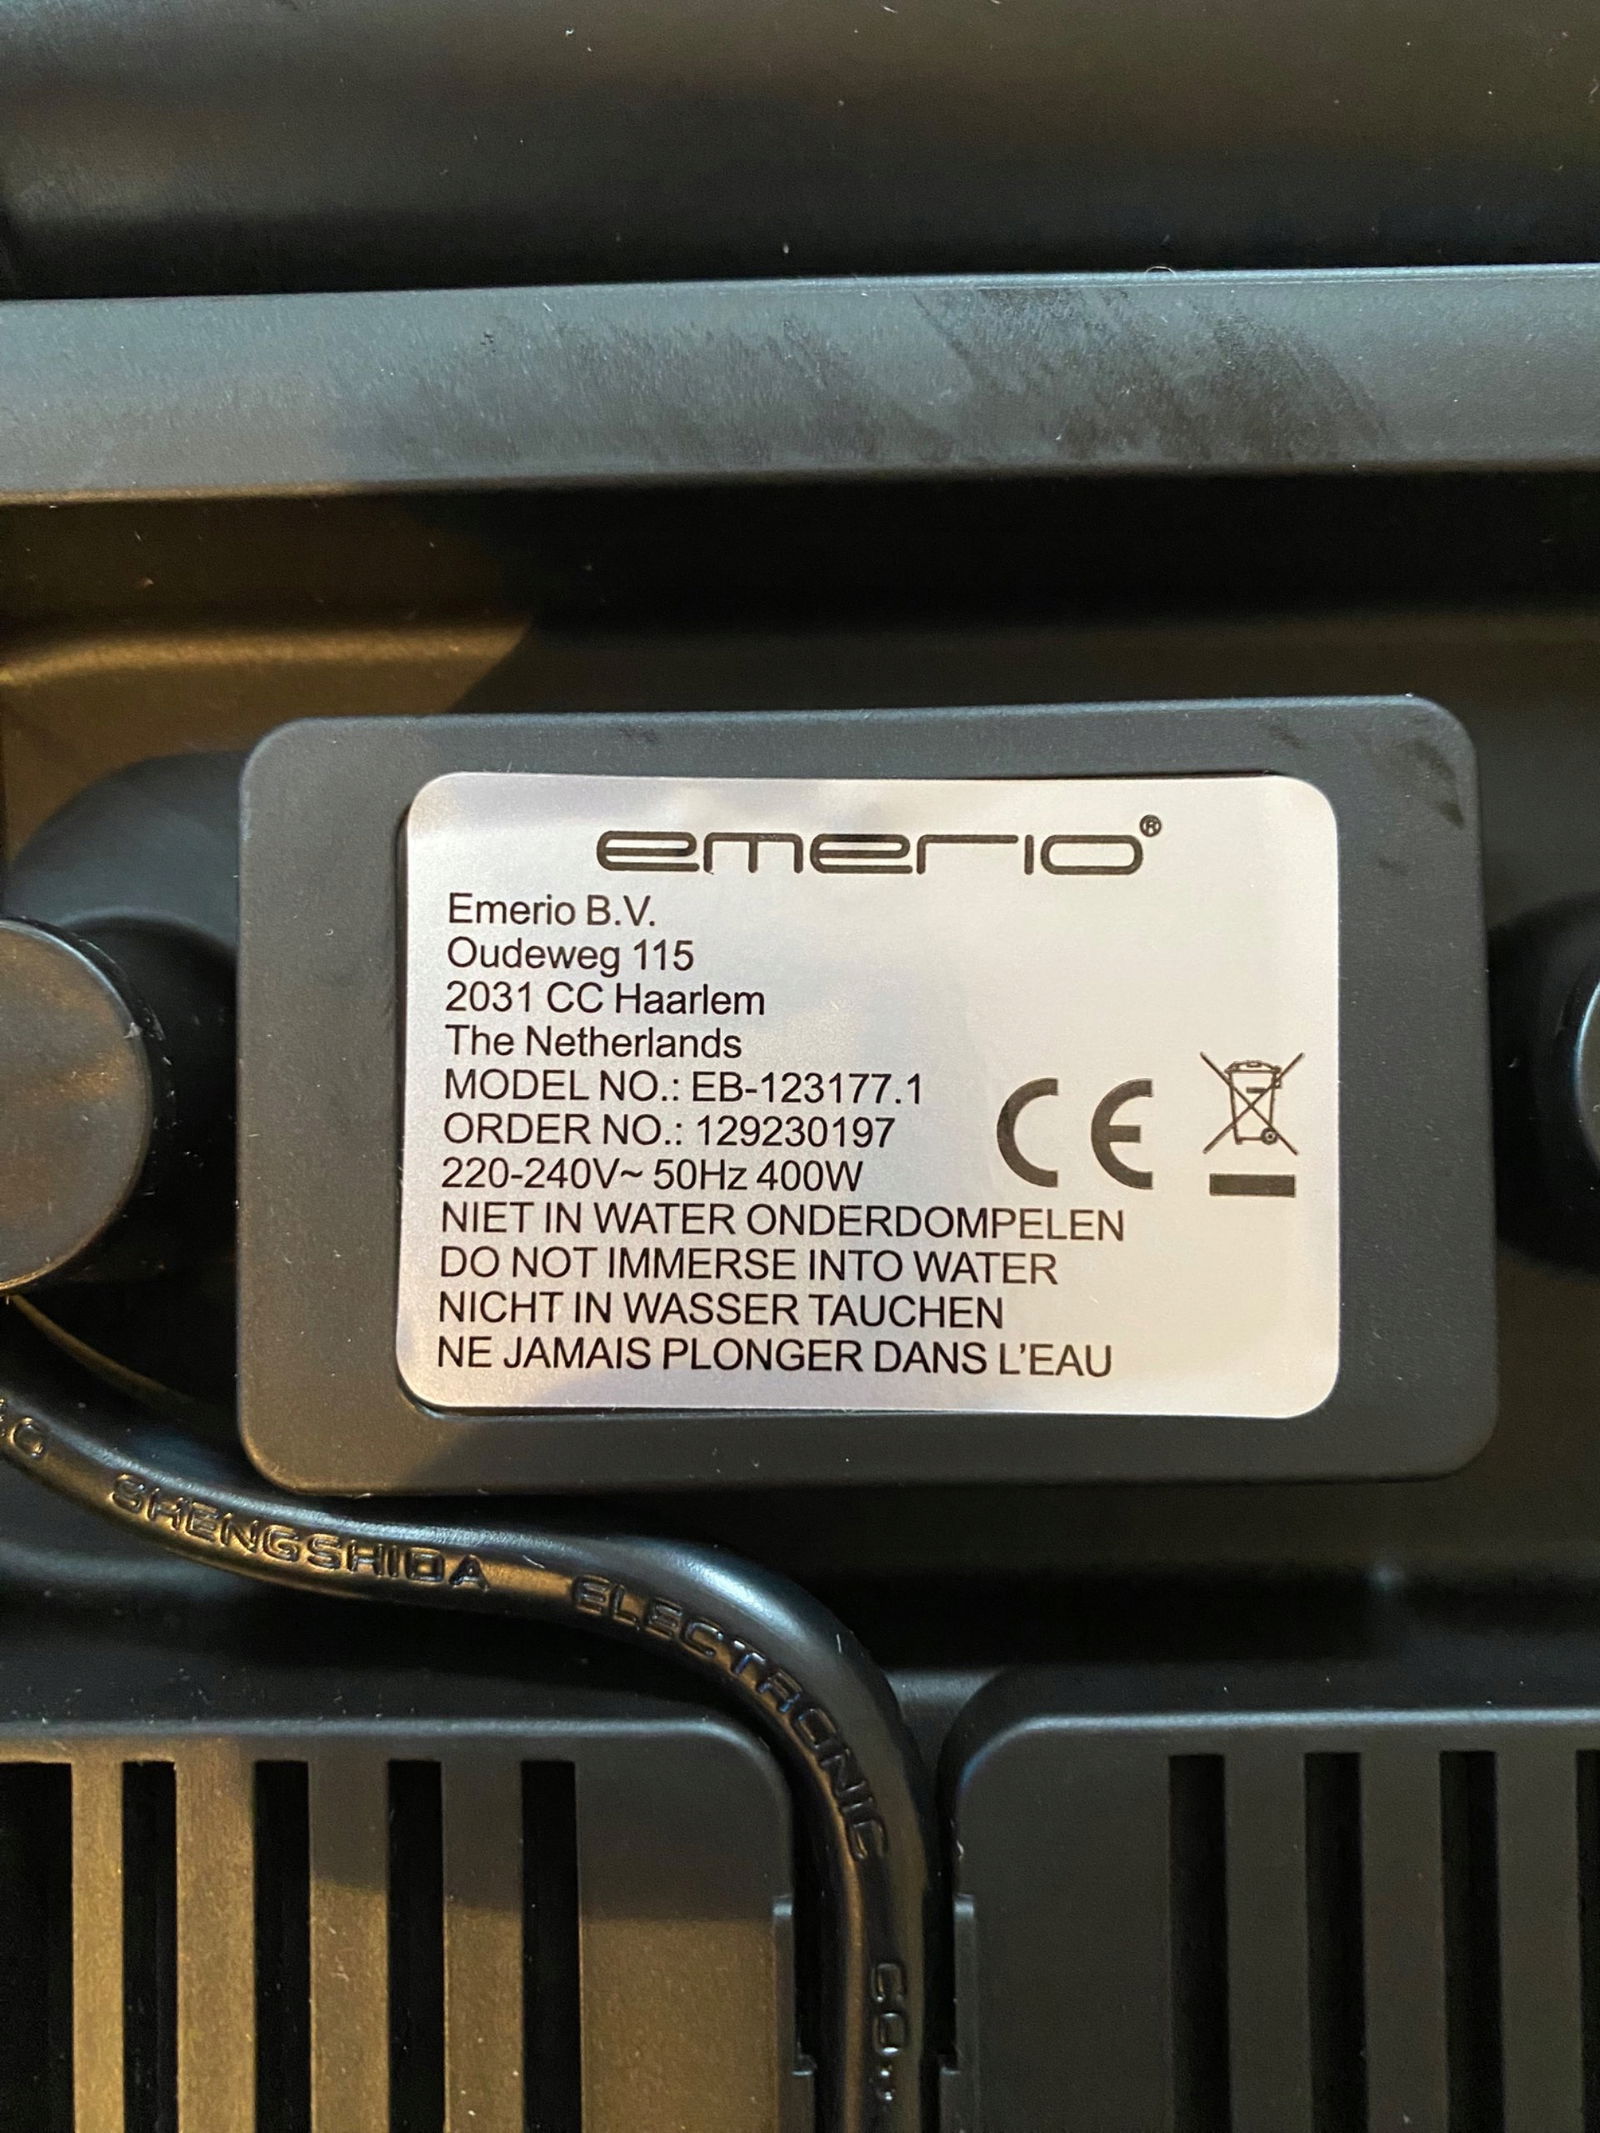 emerio®
Emerio B.V.
Oudeweg 115
2031 CC Haarlem
The Netherlands
MODEL NO.: EB-123177.1
ORDER NO.: 129230197
220-240V~ 50Hz 400W
NIET IN WATER ONDERDOMPELEN
DO NOT IMMERSE INTO WATER
NICHT IN WASSER TAUCHEN
NE JAMAIS PLONGER DANS L'EAU
CE
SHENGSHIDA ELECTRONIC CO.,